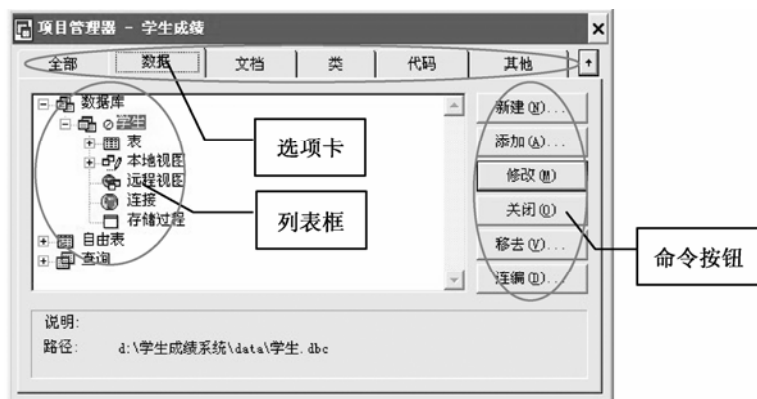 项目管理器 - 学生成绩
全部 数据 文档 类 代码 其他
数据库
学生
表
本地视图
远程视图
连接
存储过程
自由表
查询
选项卡
列表框
新建(N)...
添加(A)...
修改(M)
关闭(O)
移去(V)...
连编(D)...
命令按钮
说明:
路径: d:\学生成绩系统\data\学生.dbc